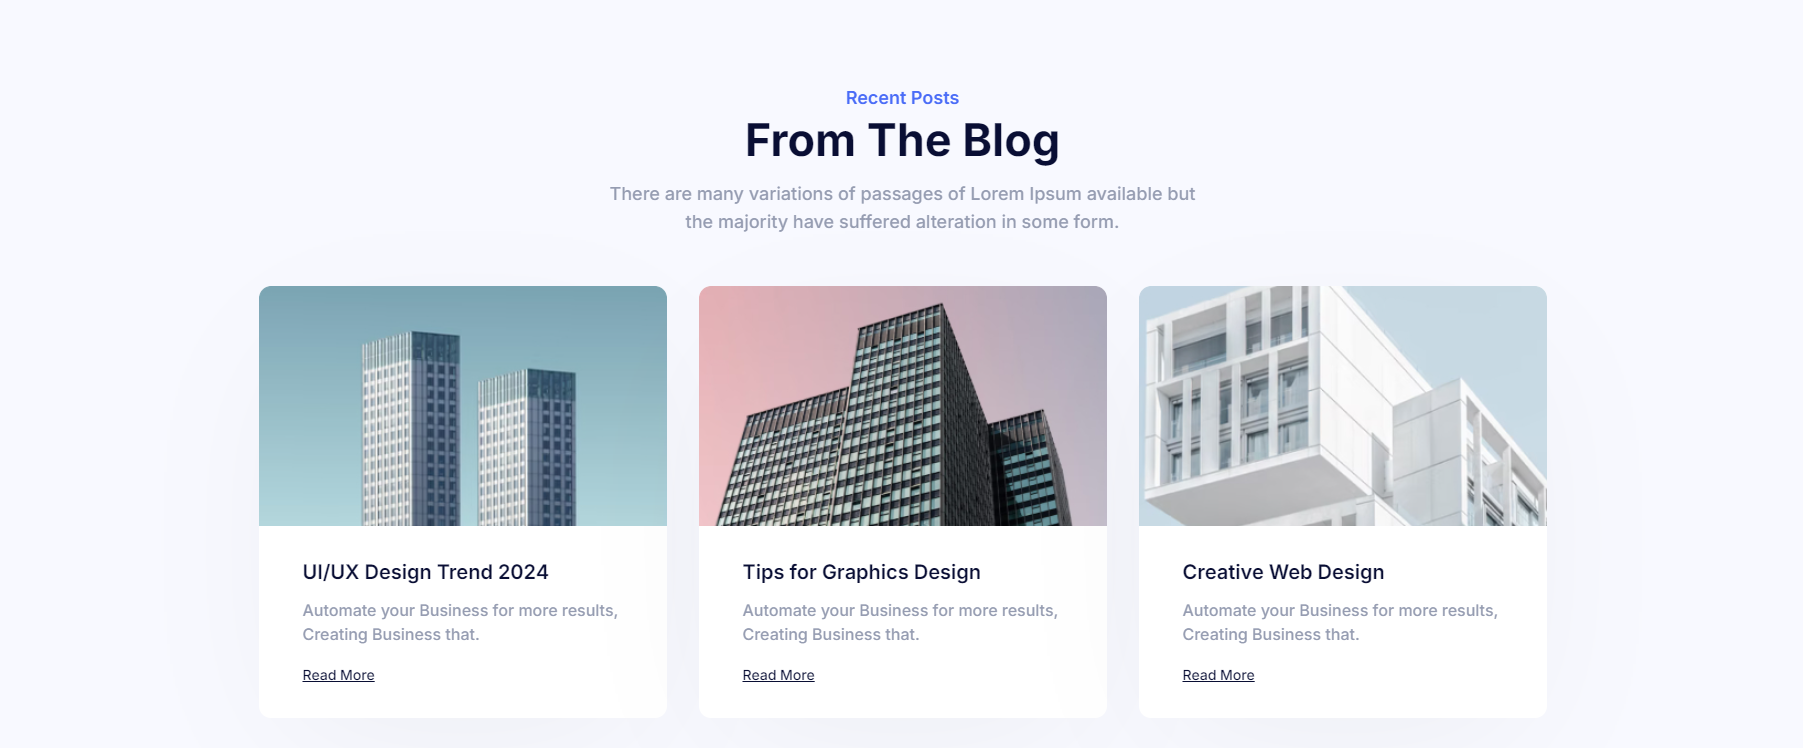 Recent Posts
From The Blog
There are many variations of passages of Lorem Ipsum available but
the majority have suffered alteration in some form.
UI/UX Design Trend 2024
Automate your Business for more results,
Creating Business that.
Read More
Tips for Graphics Design
Automate your Business for more results,
Creating Business that.
Read More
Creative Web Design
Automate your Business for more results,
Creating Business that.
Read More